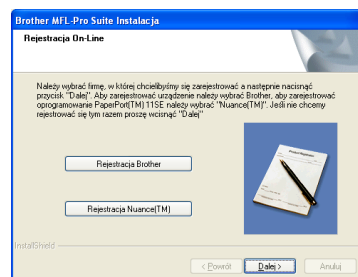 Brother MFL-Pro Suite Instalacja
Rejestracja On-Line
Należy wybrać firmę, w której chcielibyśmy się zarejestrować a następnie nacisnąć
przycisk "Dalej". Aby zarejestrować urządzenie należy wybrać Brother, aby zarejestrować
oprogramowanie PaperPort(TM) 11SE należy wybrać "Nuance(TM)". Jeśli nie chcemy
rejestrować się tym razem proszę wcisnąć "Dalej"
Rejestracja Brother
Rejestracja Nuance(TM)
InstallShield
< Powrót
Dalej >
Anuluj